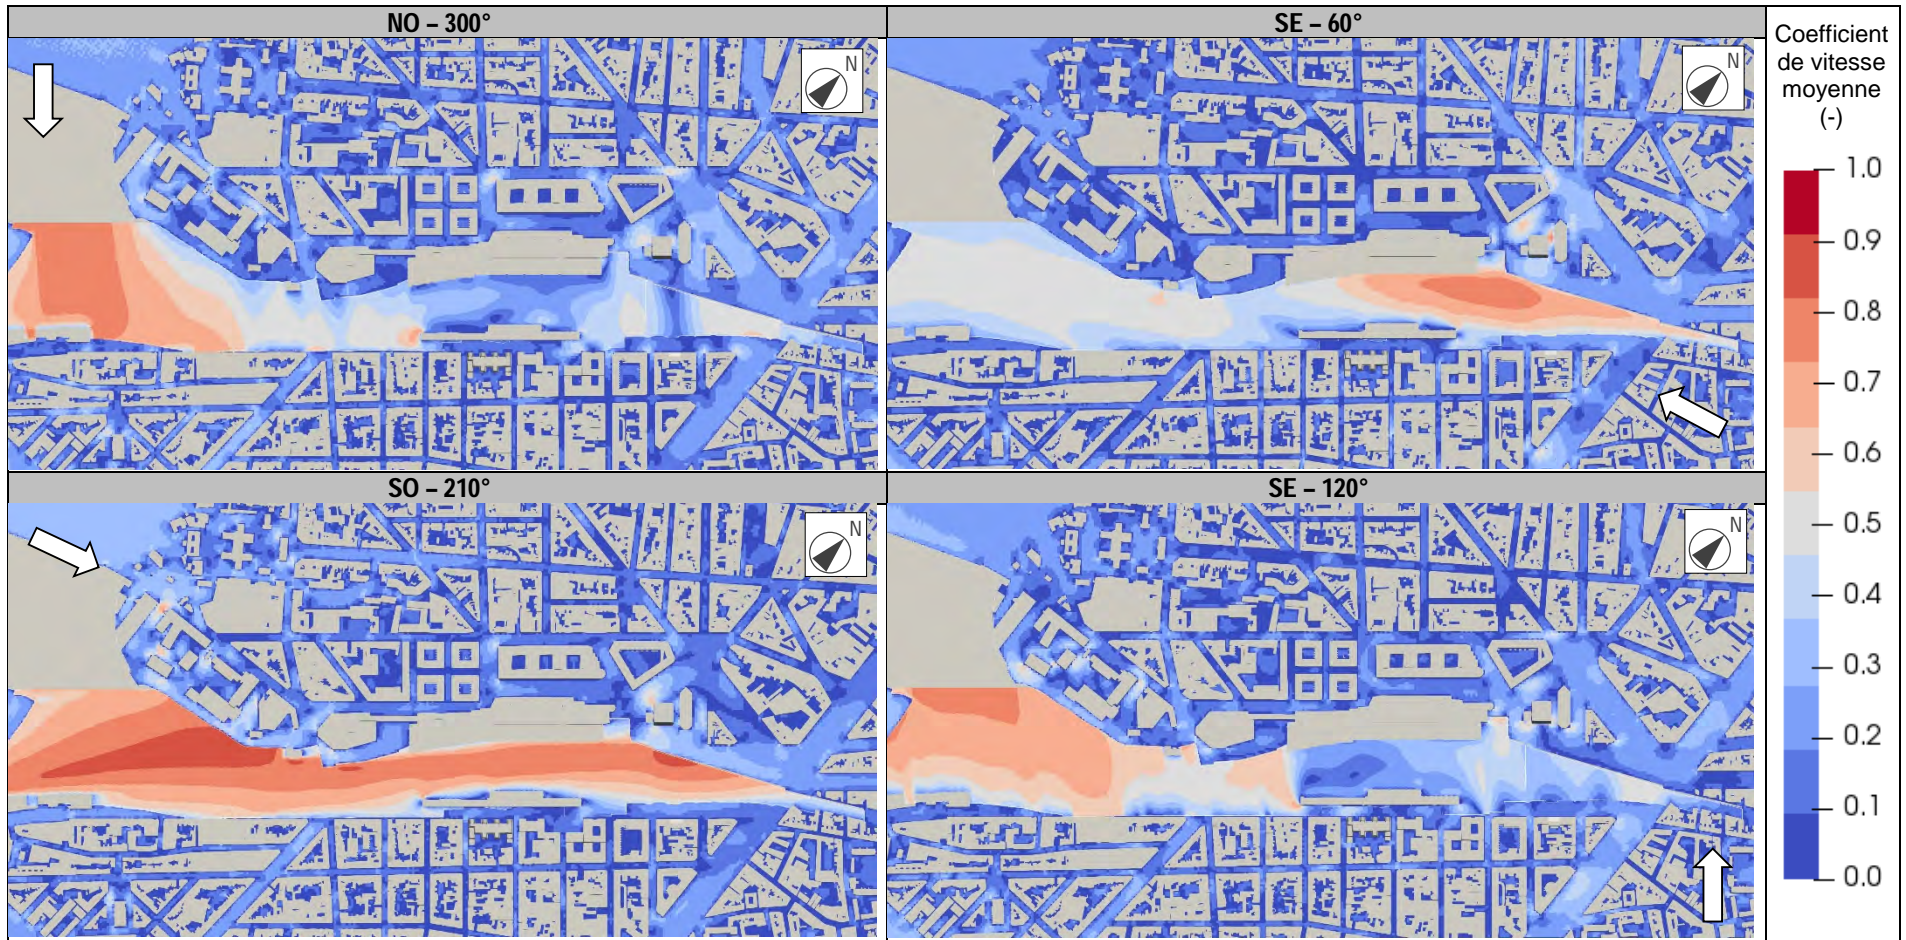 NO – 300°
SE – 60°
N
N
Coefficient
de vitesse
moyenne
(-)
1.0
0.9
0.8
0.7
0.6
0.5
0.4
0.3
0.2
0.1
0.0
SO – 210°
SE – 120°
N
N